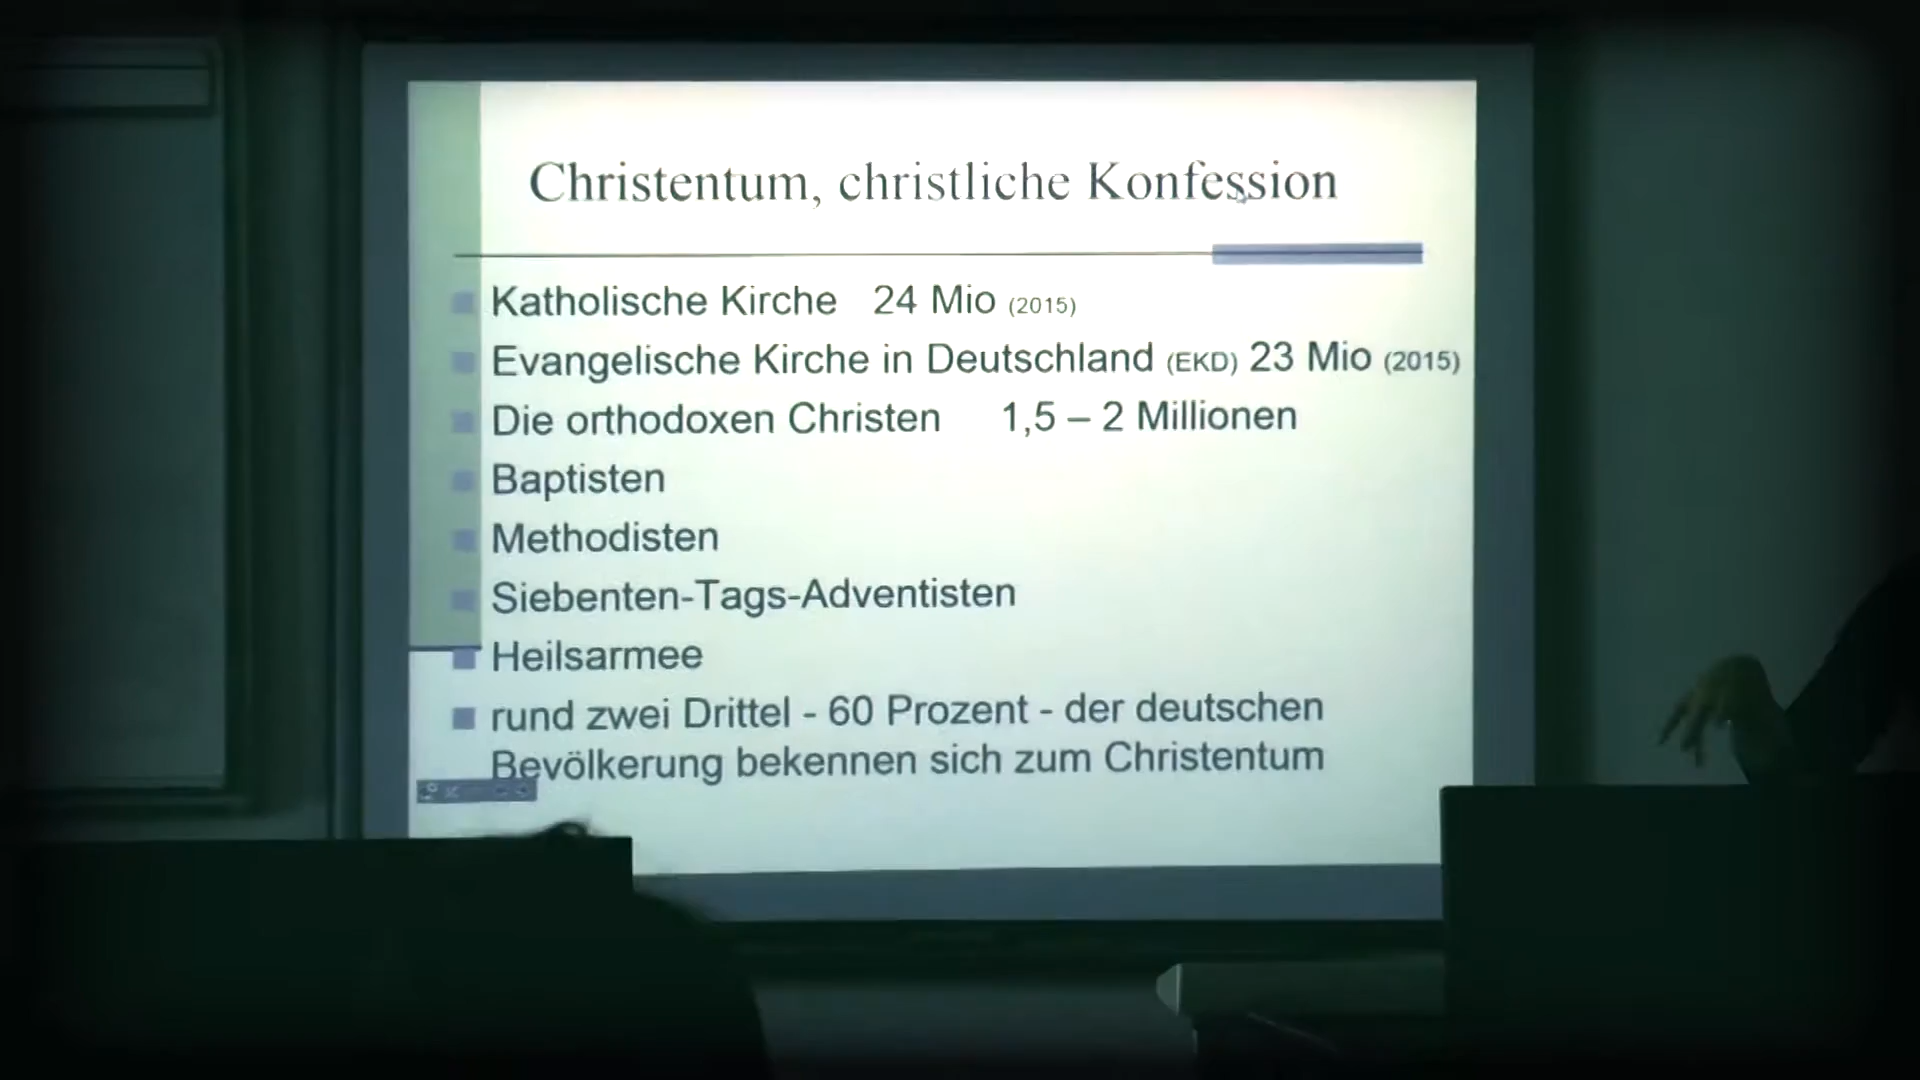 Christentum, christliche Konfession
Katholische Kirche 24 Mio (2015)
Evangelische Kirche in Deutschland (EKD) 23 Mio (2015)
Die orthodoxen Christen 1,5 – 2 Millionen
Baptisten
Methodisten
Siebenten-Tags-Adventisten
Heilsarmee
rund zwei Drittel - 60 Prozent - der deutschen
Bevölkerung bekennen sich zum Christentum